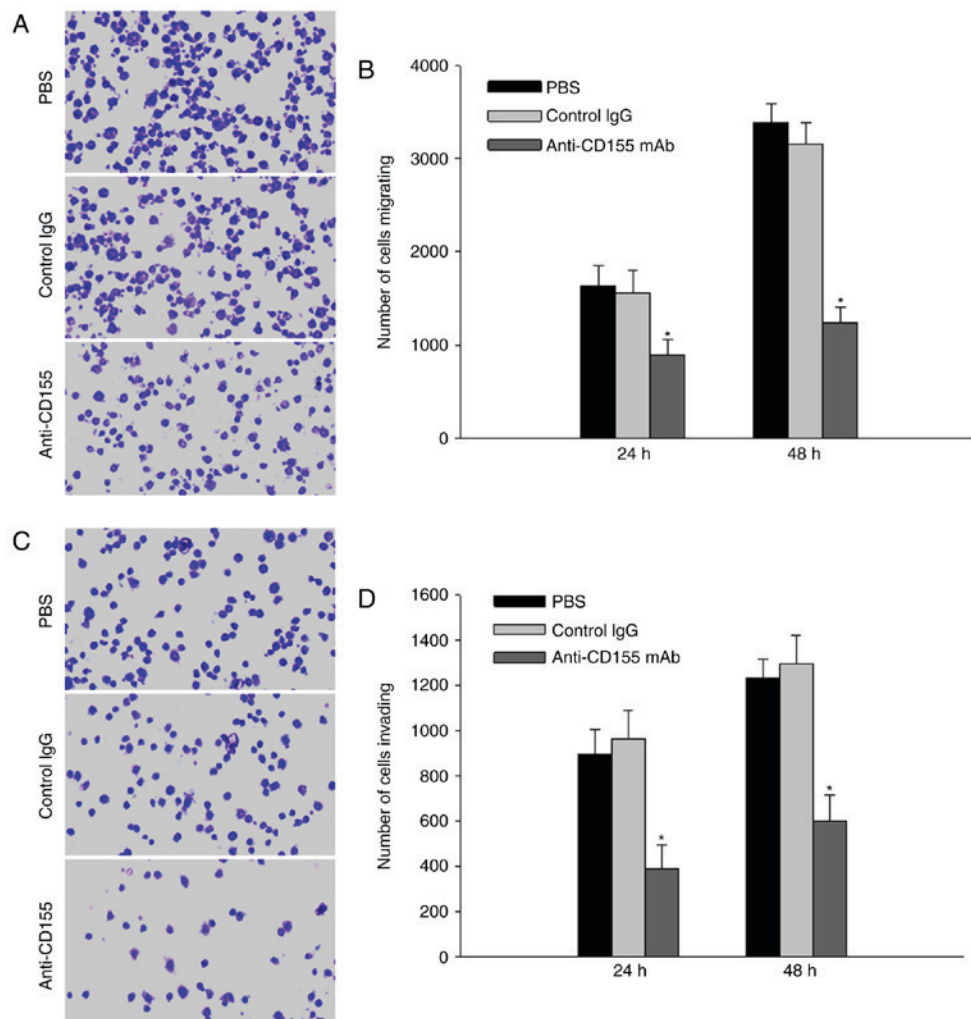 A
PBS
Control IgG
Anti-CD155
B
4000
3000
2000
1000
0
Number of cells migrating
PBS
Control IgG
Anti-CD155 mAb
*
*
24 h
48 h
C
PBS
Control IgG
Anti-CD155
D
1600
1400
1200
1000
800
600
400
200
0
Number of cells invading
PBS
Control IgG
Anti-CD155 mAb
*
*
24 h
48 h